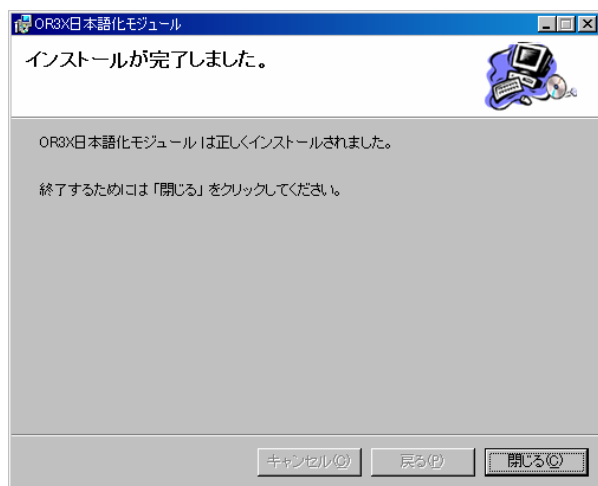 OR3X日本語化モジュール
インストールが完了しました。
OR3X日本語化モジュール は正しくインストールされました。
終了するためには「閉じる」をクリックしてください。
キャンセル(C) 戻る(P) 閉じる(C)